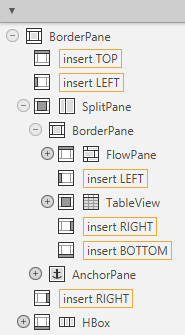 BorderPane
insert TOP
insert LEFT
SplitPane
BorderPane
FlowPane
insert LEFT
TableView
insert RIGHT
insert BOTTOM
AnchorPane
insert RIGHT
HBox